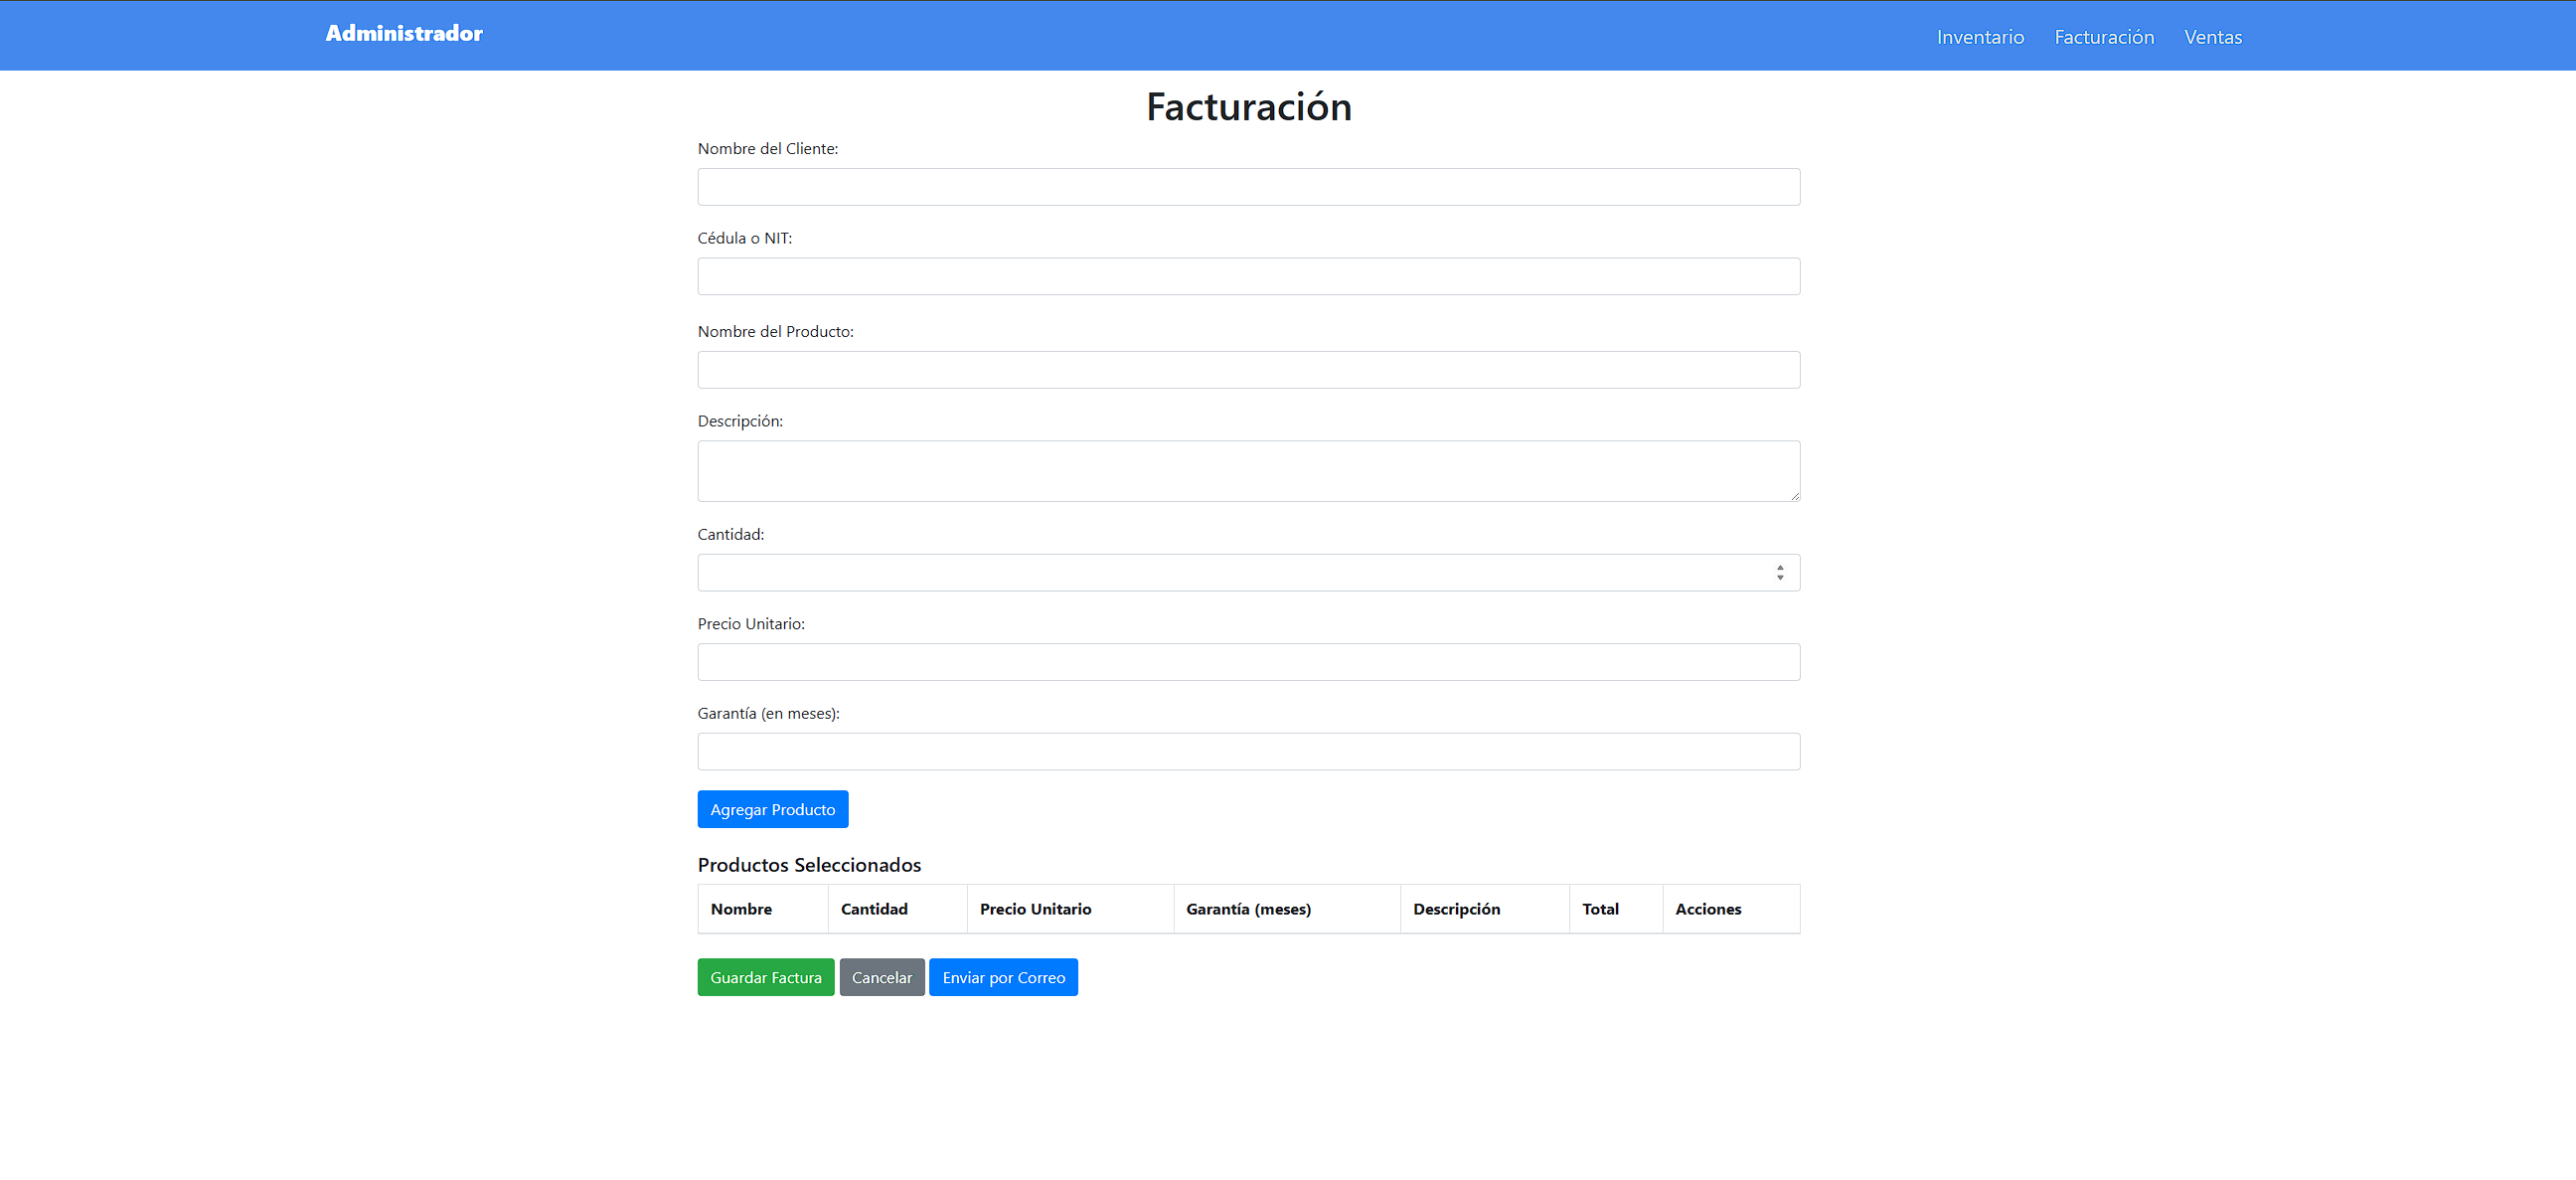 Administrador
Inventario Facturación Ventas
Facturación
Nombre del Cliente:
Cédula o NIT:
Nombre del Producto:
Descripción:
Cantidad:
Precio Unitario:
Garantía (en meses):
Agregar Producto
Productos Seleccionados
Nombre Cantidad Precio Unitario Garantía (meses) Descripción Total Acciones
Guardar Factura Cancelar Enviar por Correo